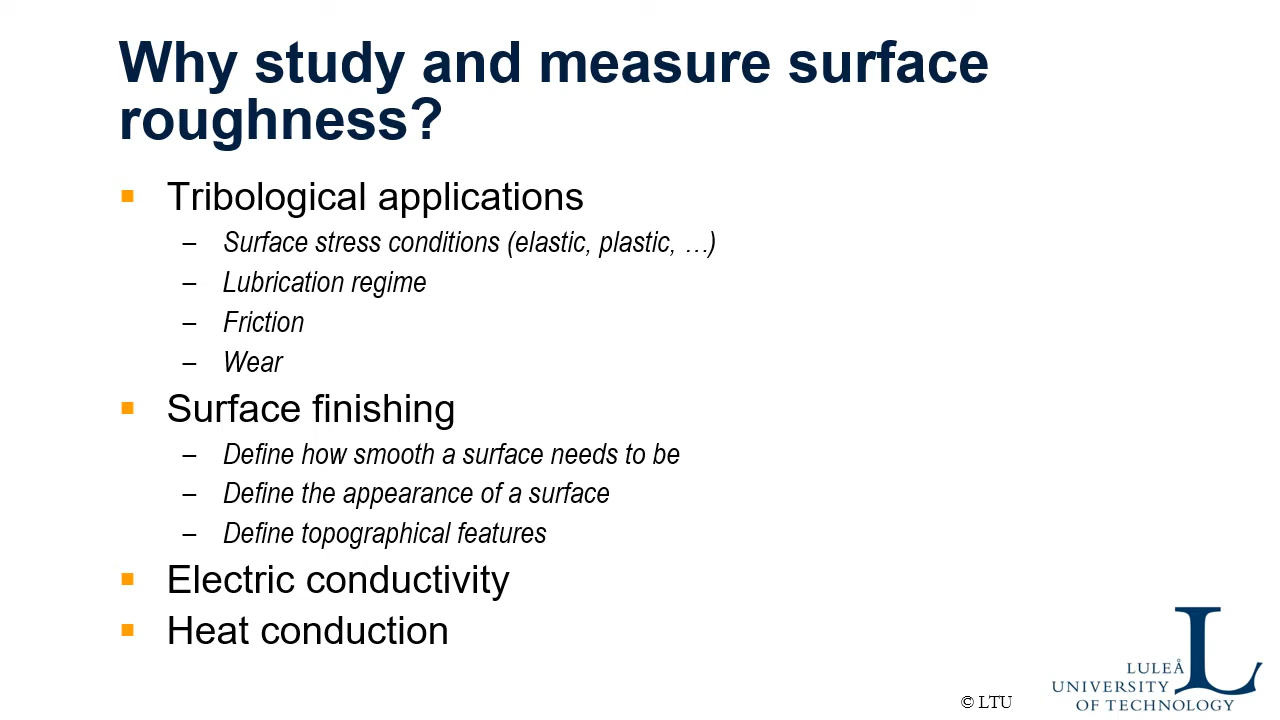 Why study and measure surface
roughness?
▪ Tribological applications
– Surface stress conditions (elastic, plastic, …)
– Lubrication regime
– Friction
– Wear
▪ Surface finishing
– Define how smooth a surface needs to be
– Define the appearance of a surface
– Define topographical features
▪ Electric conductivity
▪ Heat conduction
© LTU
L
LULEÅ
UNIVERSITY
OF TECHNOLOGY